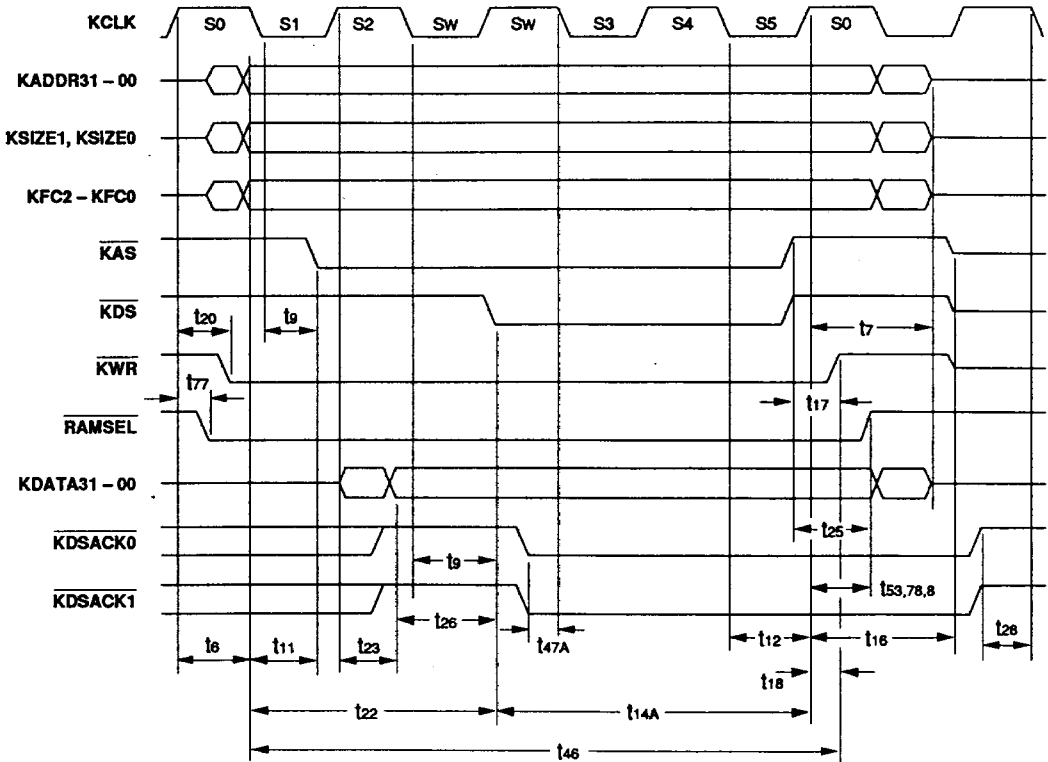 KCLK S0 S1 S2 SW SW S3 S4 S5 S0
KADDR31 – 00
KSIZE1, KSIZE0
KFC2 – KFC0
KAS
KDS
t20 t9 t7
KWR
t77 t17
RAMSEL
KDATA31 – 00
t25
KDSACK0
t9 t53,78,8
KDSACK1
t26 t47A t12 t16 t28
t6 t11 t23
t18
t22 t14A
t46